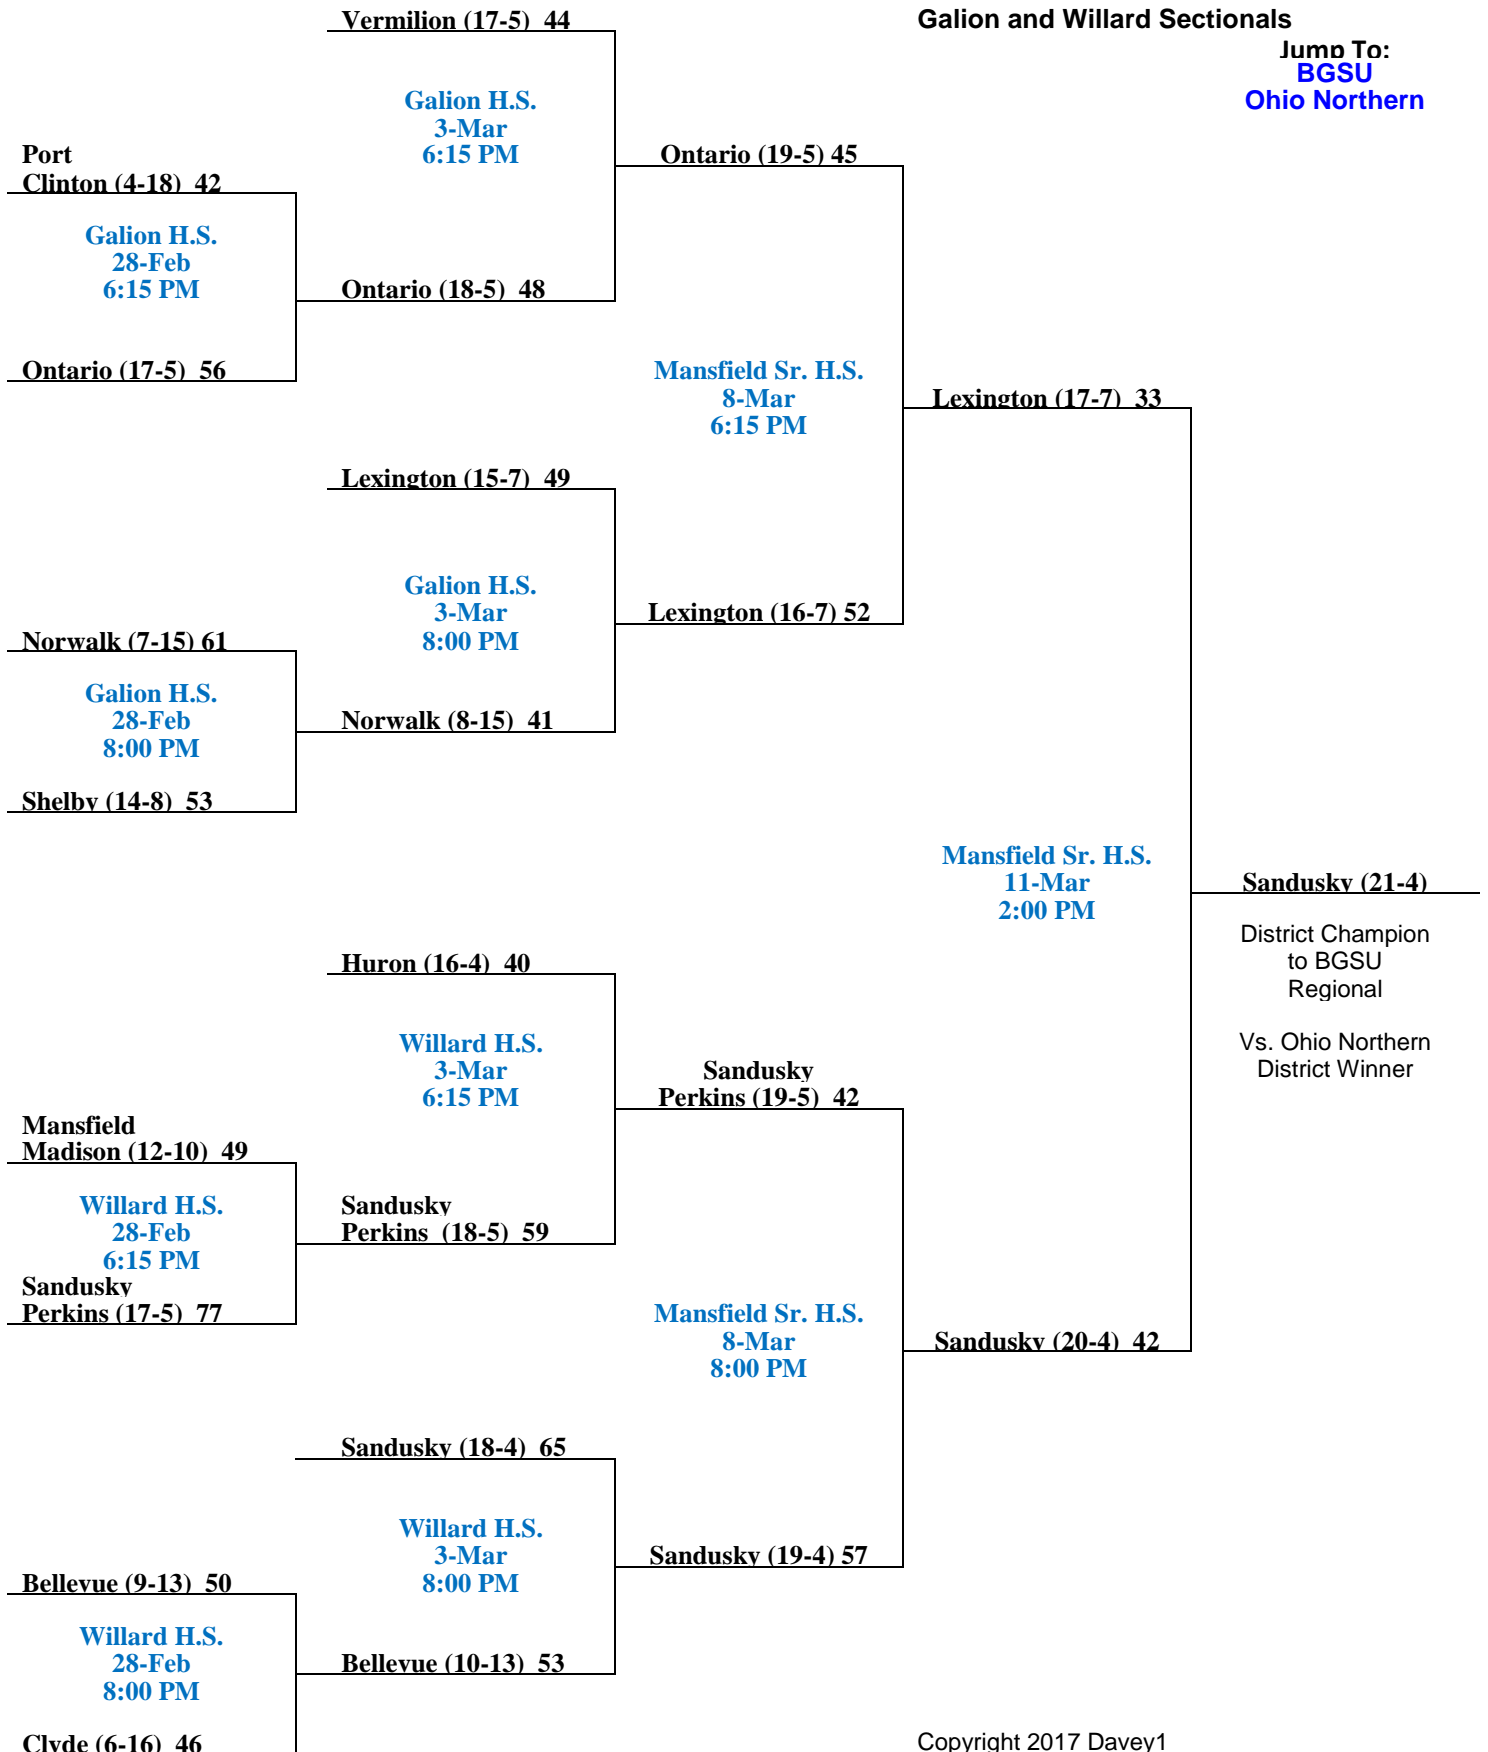 Vermilion (17-5)  44
Galion and Willard Sectionals
Jump To:
BGSU
Ohio Northern
Galion H.S.
3-Mar
6:15 PM
Port
Clinton (4-18)  42
Ontario (19-5) 45
Galion H.S.
28-Feb
6:15 PM
Ontario (18-5)  48
Ontario (17-5)  56
Mansfield Sr. H.S.
8-Mar
6:15 PM
Lexington (17-7)  33
Lexington (15-7)  49
Galion H.S.
3-Mar
8:00 PM
Lexington (16-7) 52
Norwalk (7-15) 61
Galion H.S.
28-Feb
8:00 PM
Norwalk (8-15)  41
Shelby (14-8)  53
Mansfield Sr. H.S.
11-Mar
2:00 PM
Sandusky (21-4)
District Champion
to BGSU
Regional
Vs. Ohio Northern
District Winner
Huron (16-4)  40
Willard H.S.
3-Mar
6:15 PM
Sandusky
Perkins (19-5)  42
Mansfield
Madison (12-10)  49
Willard H.S.
28-Feb
6:15 PM
Sandusky
Perkins  (18-5)  59
Sandusky
Perkins (17-5)  77
Mansfield Sr. H.S.
8-Mar
8:00 PM
Sandusky (20-4)  42
Sandusky (18-4)  65
Willard H.S.
3-Mar
8:00 PM
Sandusky (19-4) 57
Bellevue (9-13)  50
Willard H.S.
28-Feb
8:00 PM
Bellevue (10-13)  53
Clyde (6-16)  46
Copyright 2017 Davey1